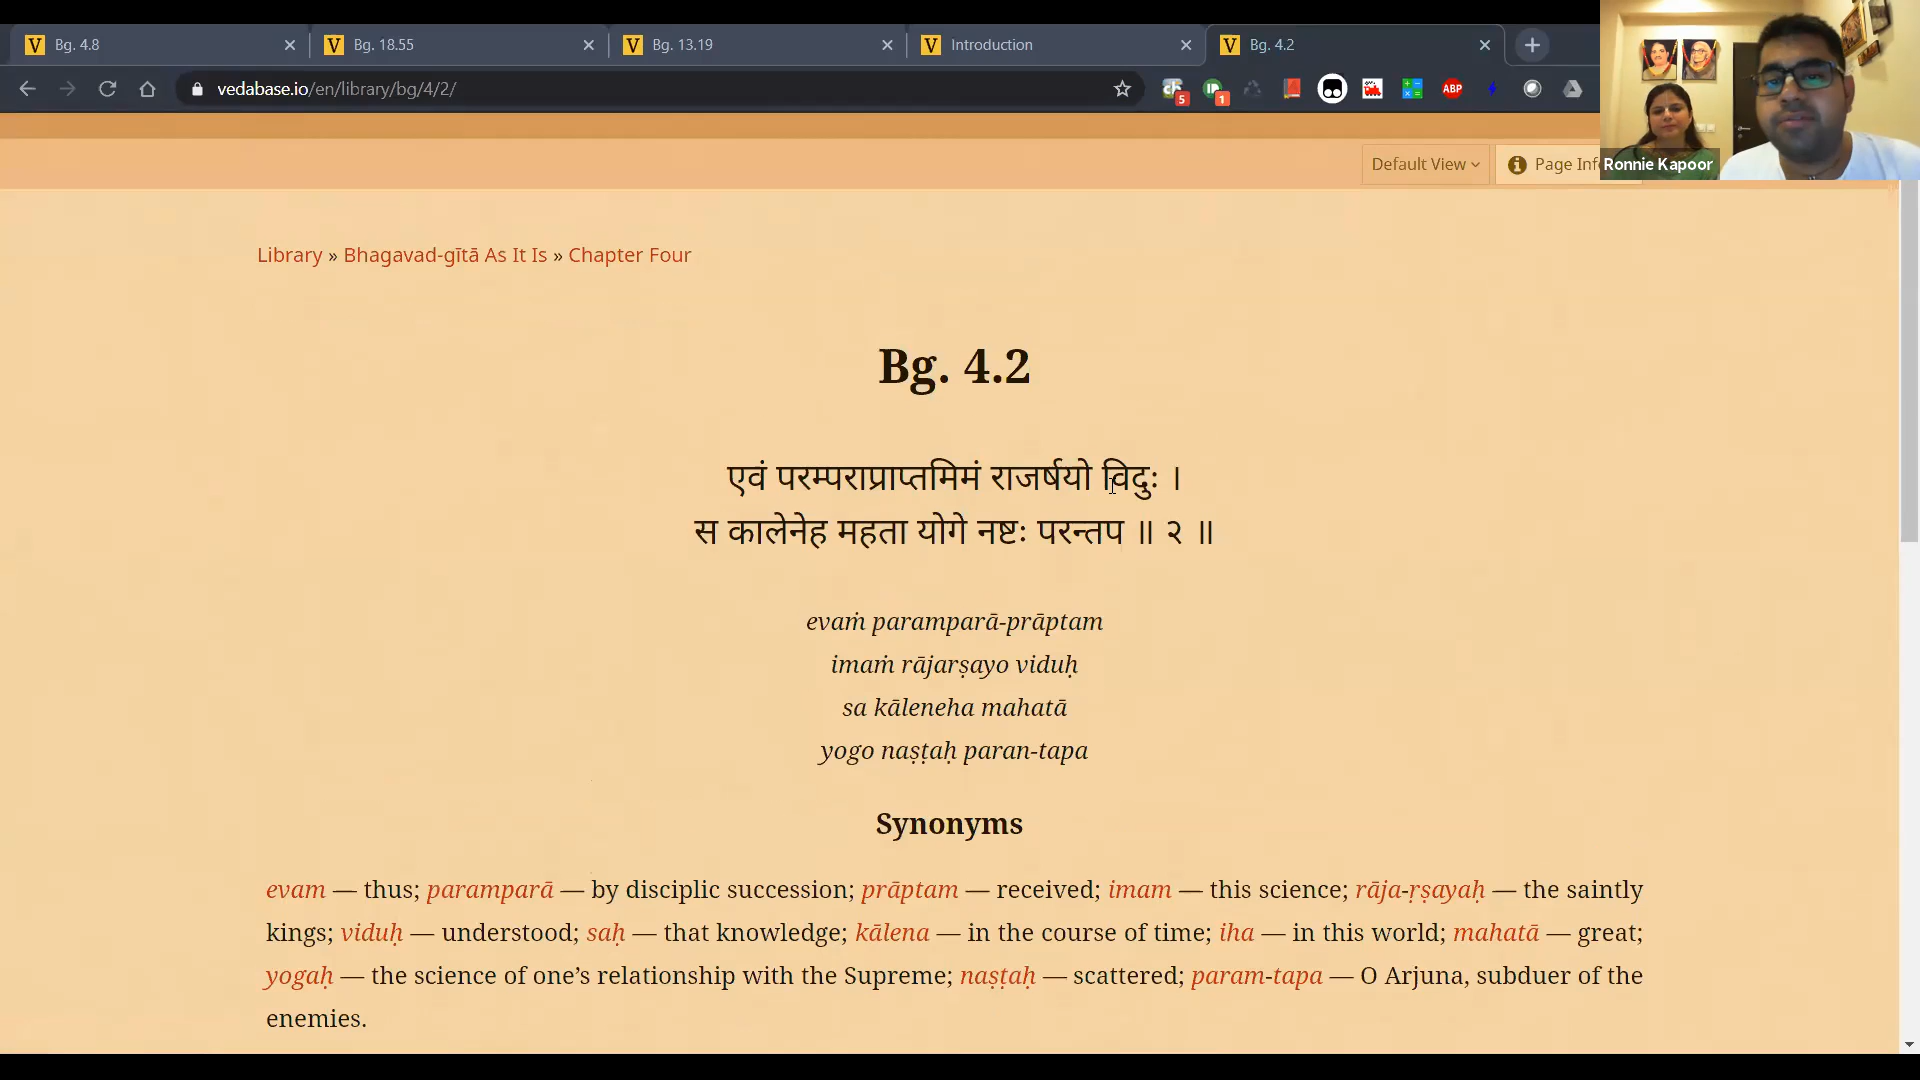 Bg. 4.8
Bg. 18.55
Bg. 13.19
Introduction
Bg. 4.2
vedabase.io/en/library/bg/4/2/
5
1
ABP
Default View
Page Inf
Ronnie Kapoor
Library » Bhagavad-gītā As It Is » Chapter Four
Bg. 4.2
एवं परम्पराप्राप्तमिमं राजर्षयो विदुः ।
स कालेनेह महता योगे नष्टः परन्तप ॥ २ ॥
evaṁ paramparā-prāptam
imaṁ rājarṣayo viduḥ
sa kāleneha mahatā
yogo naṣṭaḥ paran-tapa
Synonyms
evam — thus; paramparā — by disciplic succession; prāptam — received; imam — this science; rāja-ṛṣayaḥ — the saintly
kings; viduḥ — understood; saḥ — that knowledge; kālena — in the course of time; iha — in this world; mahatā — great;
yogaḥ — the science of one’s relationship with the Supreme; naṣṭaḥ — scattered; param-tapa — O Arjuna, subduer of the
enemies.